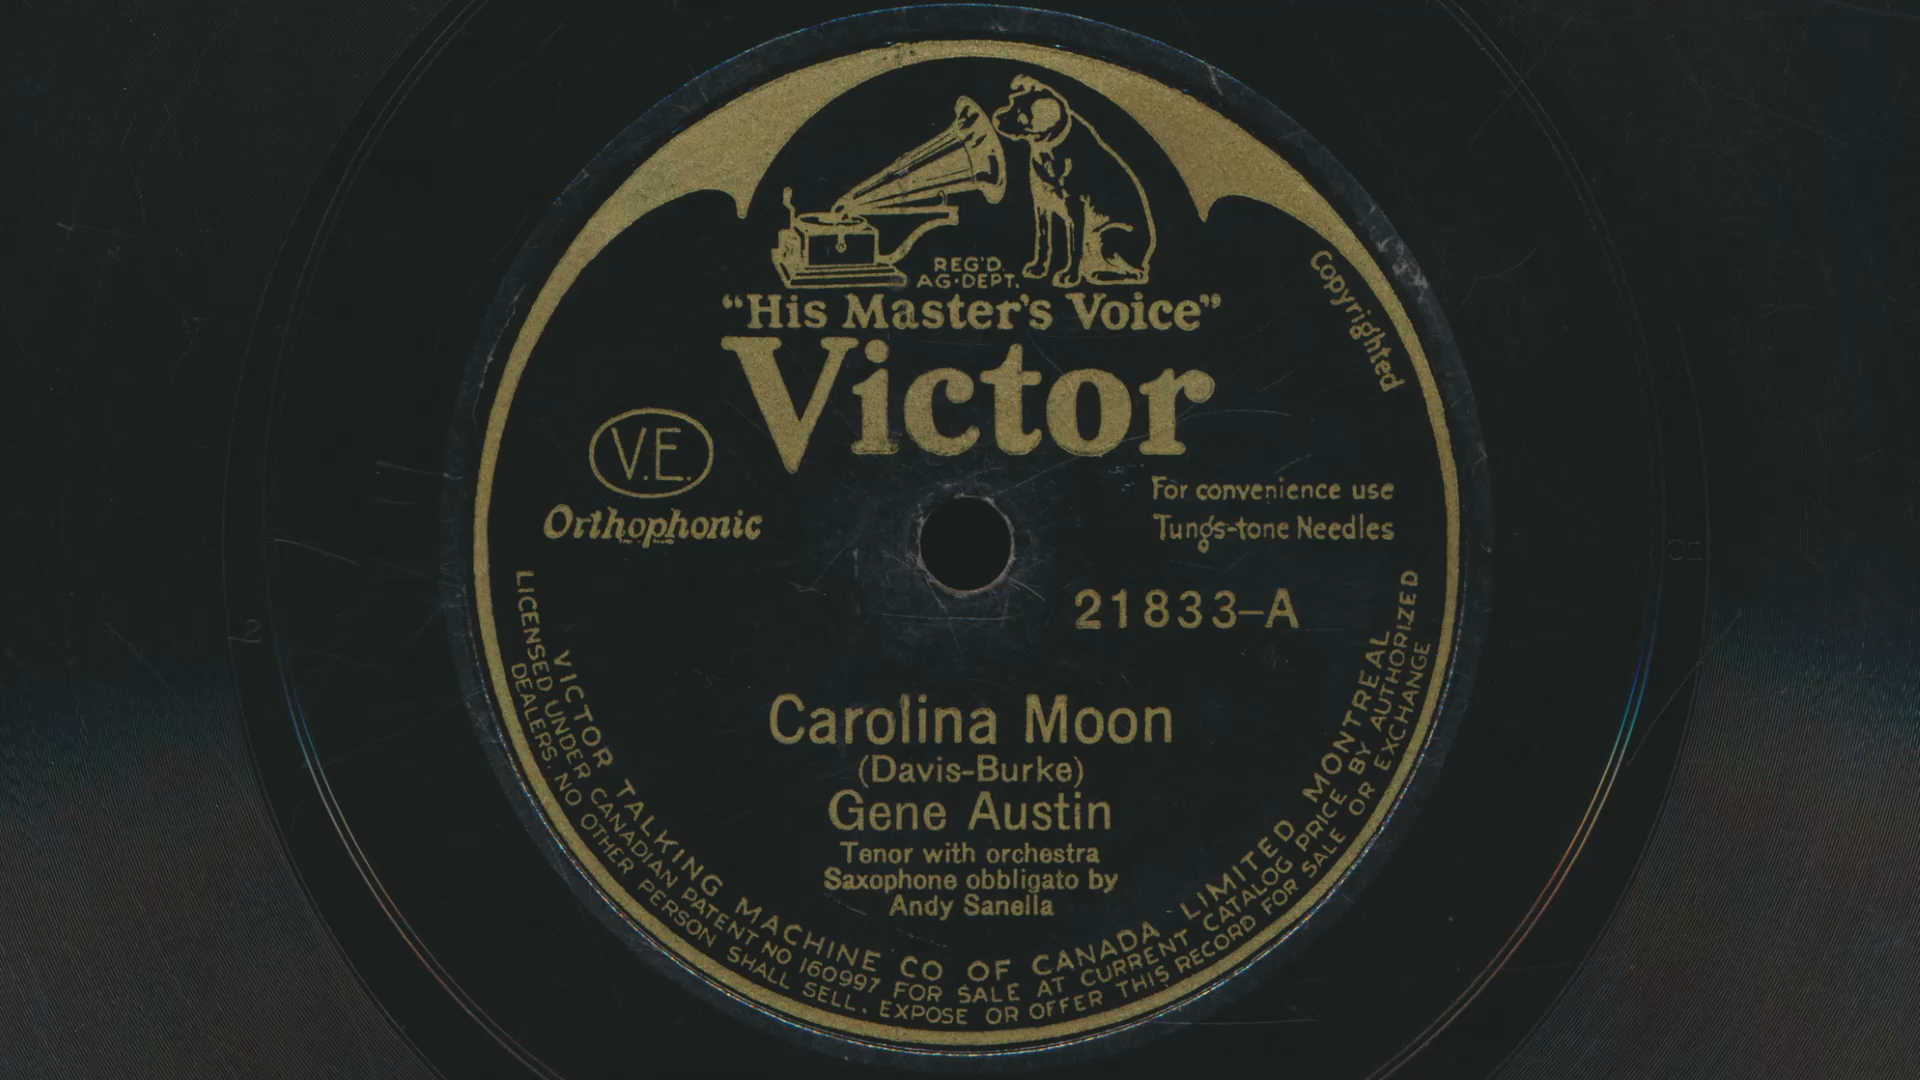 REG'D.
AG·DEPT.
“His Master's Voice”
Victor
Copyrighted
V.E.
Orthophonic
For convenience use
Tungs-tone Needles
21833–A
Carolina Moon
(Davis-Burke)
Gene Austin
Tenor with orchestra
Saxophone obbligato by
Andy Sanella
VICTOR TALKING MACHINE CO OF CANADA LIMITED MONTREAL
LICENSED UNDER CANADIAN PATENT NO 160997 FOR SALE AT CURRENT CATALOG PRICE BY AUTHORIZED
DEALERS. NO OTHER PERSON SHALL SELL, EXPOSE OR OFFER THIS RECORD FOR SALE OR EXCHANGE